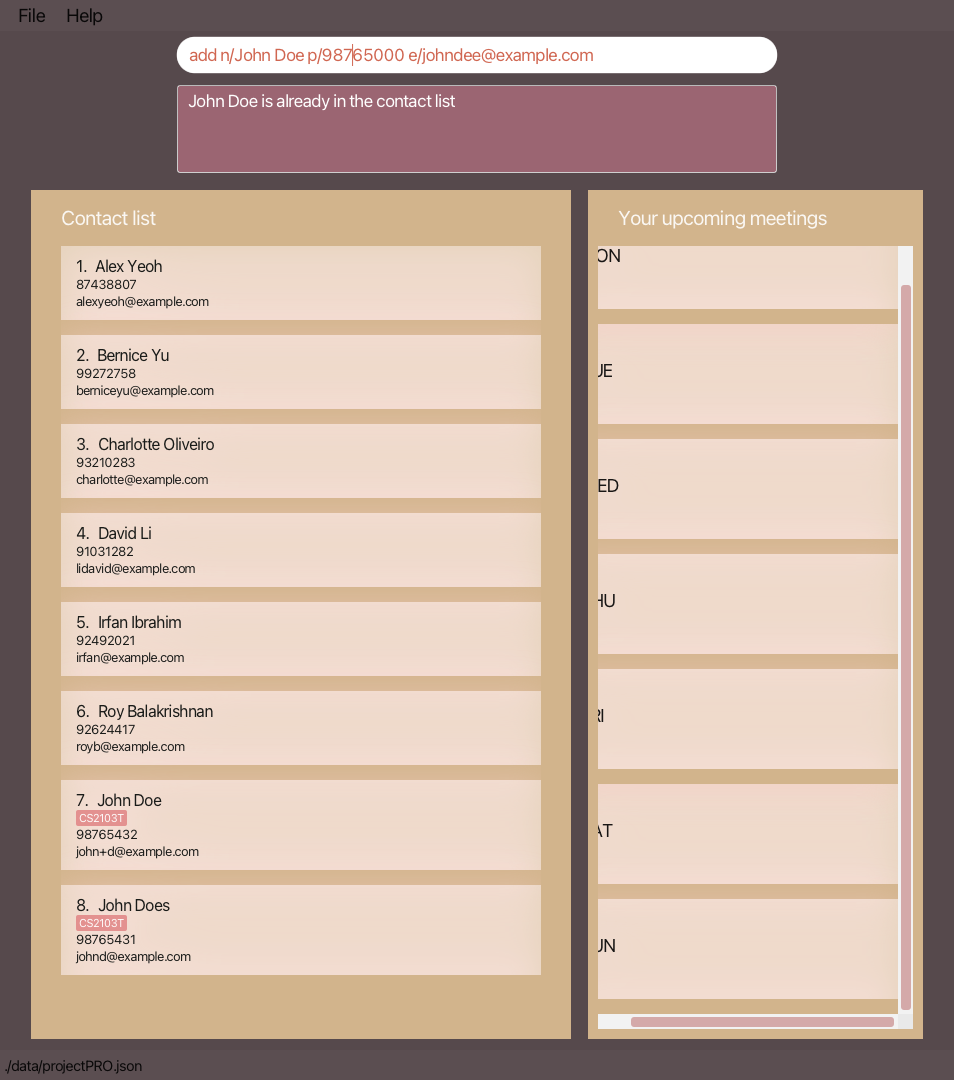 File Help
add n/John Doe p/98765000 e/johndee@example.com
John Doe is already in the contact list
Contact list
1. Alex Yeoh
87438807
alexyeoh@example.com
2. Bernice Yu
99272758
berniceyu@example.com
3. Charlotte Oliveiro
93210283
charlotte@example.com
4. David Li
91031282
lidavid@example.com
5. Irfan Ibrahim
92492021
irfan@example.com
6. Roy Balakrishnan
92624417
royb@example.com
7. John Doe
CS2103T
98765432
john+d@example.com
8. John Does
CS2103T
98765431
johnd@example.com
Your upcoming meetings
ON
UE
ED
HU
RI
AT
UN
./data/projectPRO.json